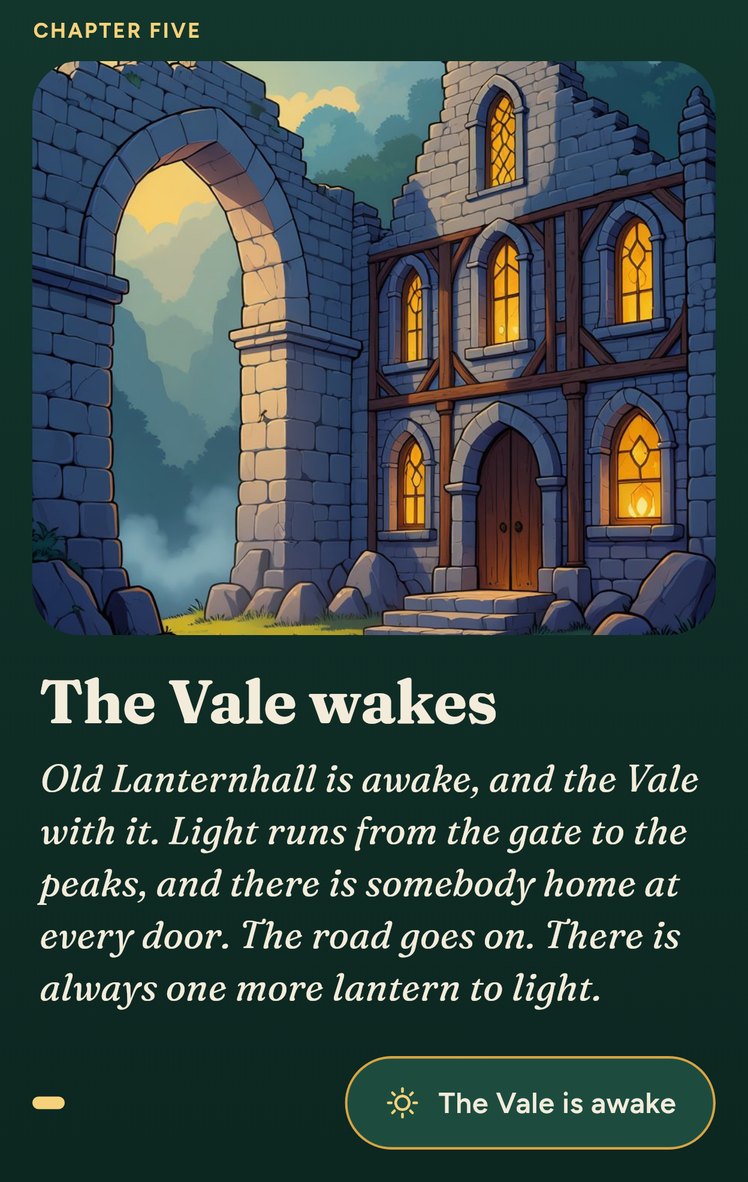 CHAPTER FIVE
The Vale wakes
Old Lanternhall is awake, and the Vale
with it. Light runs from the gate to the
peaks, and there is somebody home at
every door. The road goes on. There is
always one more lantern to light.
The Vale is awake